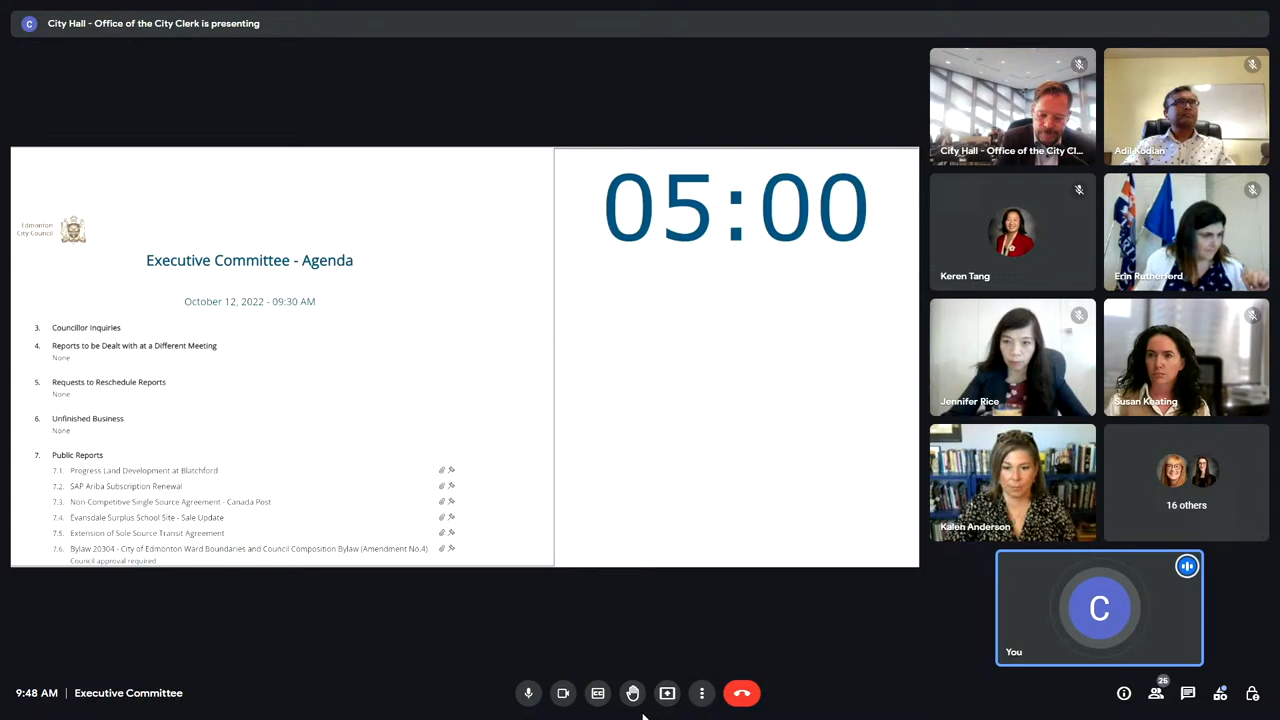 C City Hall - Office of the City Clerk is presenting
Edmonton
City Council
Executive Committee - Agenda
October 12, 2022 - 09:30 AM
3. Councillor Inquiries
4. Reports to be Dealt with at a Different Meeting
None
5. Requests to Reschedule Reports
None
6. Unfinished Business
None
7. Public Reports
7.1. Progress Land Development at Blatchford
7.2. SAP Ariba Subscription Renewal
7.3. Non-Competitive Single Source Agreement - Canada Post
7.4. Evansdale Surplus School Site - Sale Update
7.5. Extension of Sole Source Transit Agreement
7.6. Bylaw 20304 - City of Edmonton Ward Boundaries and Council Composition Bylaw (Amendment No.4)
Council approval required
05:00
City Hall - Office of the City Cl...
Adil Kodian
Keren Tang
Erin Rutherford
Jennifer Rice
Susan Keating
Kalen Anderson
16 others
C
You
9:48 AM | Executive Committee
CC
25